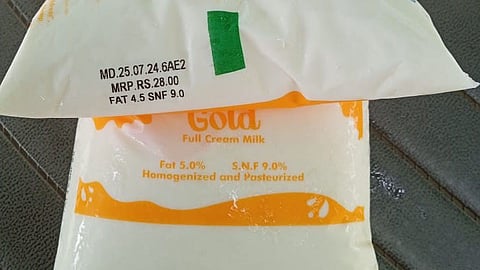 MD.25.07.24.6AE2
MRP.RS.28.00
FAT 4.5 SNF 9.0
Gold
Full Cream Milk
Fat 5.0% S.N.F 9.0%
Homogenized and Pasteurized